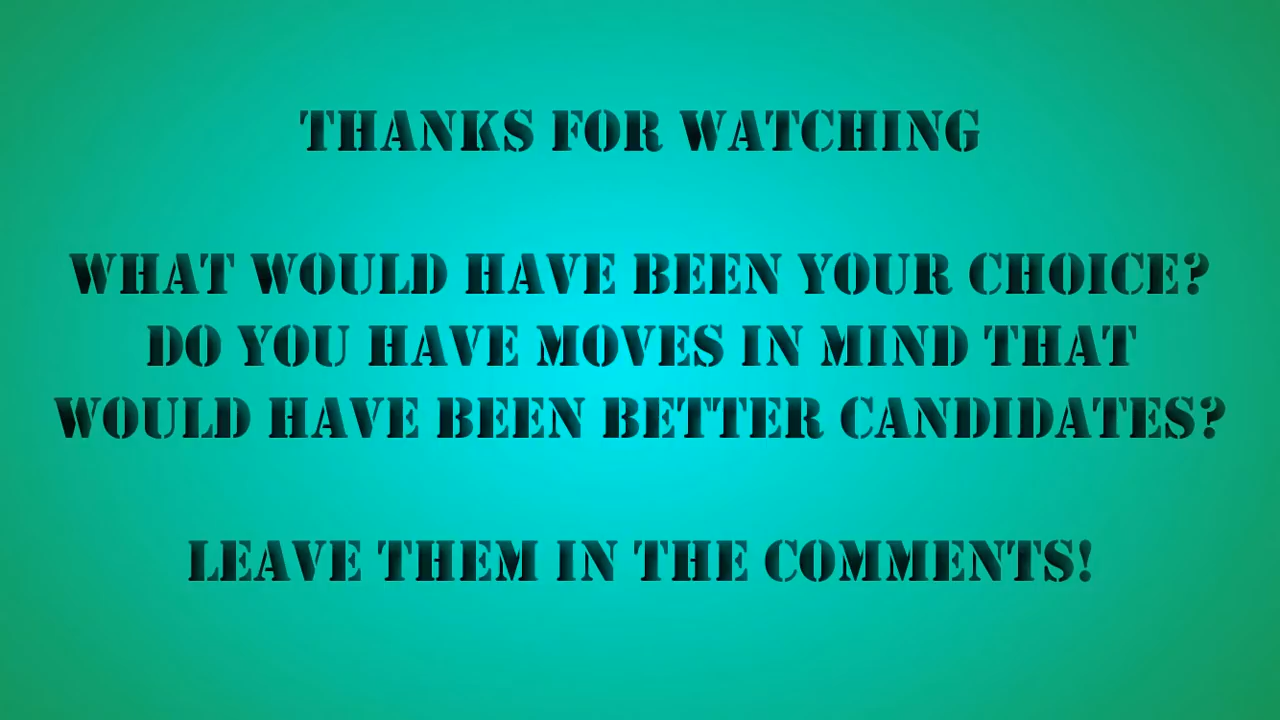 THANKS FOR WATCHING
WHAT WOULD HAVE BEEN YOUR CHOICE?
DO YOU HAVE MOVES IN MIND THAT
WOULD HAVE BEEN BETTER CANDIDATES?
LEAVE THEM IN THE COMMENTS!